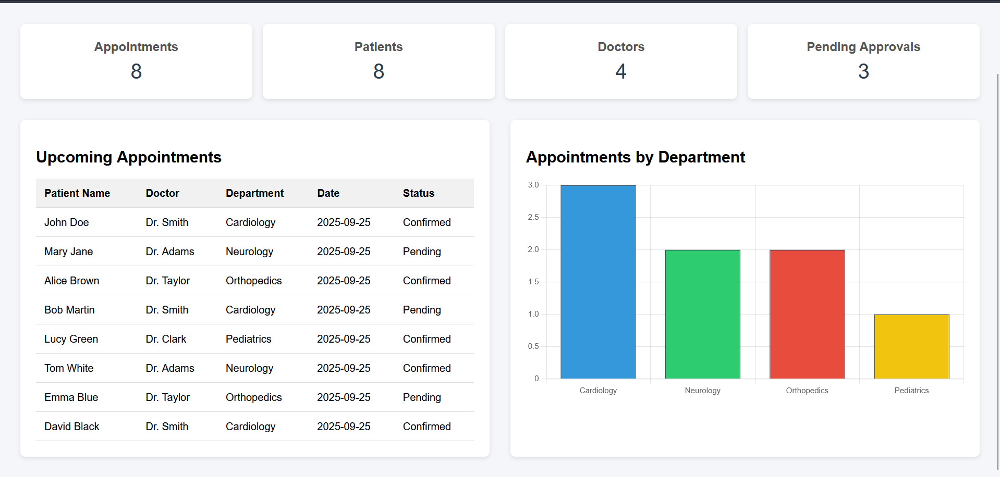 Appointments
8
Patients
8
Doctors
4
Pending Approvals
3
Upcoming Appointments
Patient Name Doctor Department Date Status
John Doe Dr. Smith Cardiology 2025-09-25 Confirmed
Mary Jane Dr. Adams Neurology 2025-09-25 Pending
Alice Brown Dr. Taylor Orthopedics 2025-09-25 Confirmed
Bob Martin Dr. Smith Cardiology 2025-09-25 Pending
Lucy Green Dr. Clark Pediatrics 2025-09-25 Confirmed
Tom White Dr. Adams Neurology 2025-09-25 Confirmed
Emma Blue Dr. Taylor Orthopedics 2025-09-25 Pending
David Black Dr. Smith Cardiology 2025-09-25 Confirmed
Appointments by Department
3.0
2.5
2.0
1.5
1.0
0.5
0
Cardiology Neurology Orthopedics Pediatrics